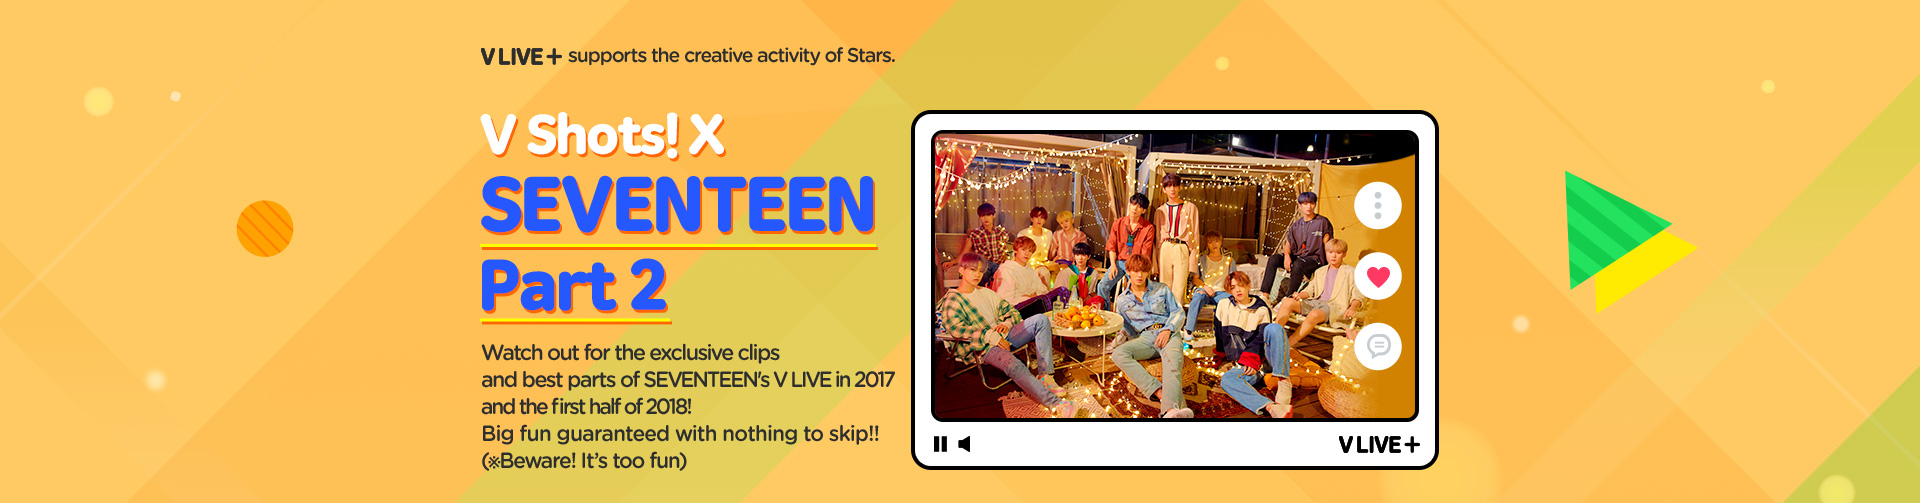 V LIVE+ supports the creative activity of Stars.
V Shots! X
SEVENTEEN
Part 2
Watch out for the exclusive clips
and best parts of SEVENTEEN's V LIVE in 2017
and the first half of 2018!
Big fun guaranteed with nothing to skip!!
(※Beware! It’s too fun)
V LIVE+